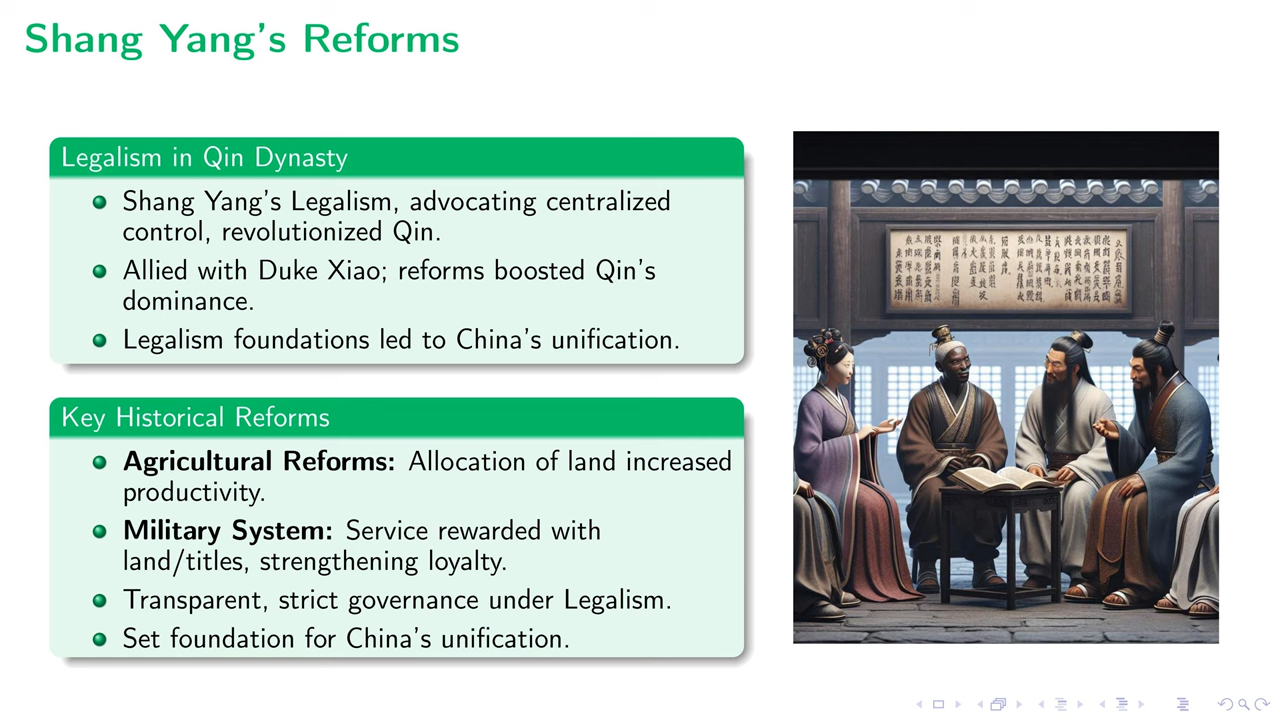 Shang Yang's Reforms
Legalism in Qin Dynasty
Shang Yang's Legalism, advocating centralized
control, revolutionized Qin.
Allied with Duke Xiao; reforms boosted Qin's
dominance.
Legalism foundations led to China's unification.
Key Historical Reforms
Agricultural Reforms: Allocation of land increased
productivity.
Military System: Service rewarded with
land/titles, strengthening loyalty.
Transparent, strict governance under Legalism.
Set foundation for China's unification.